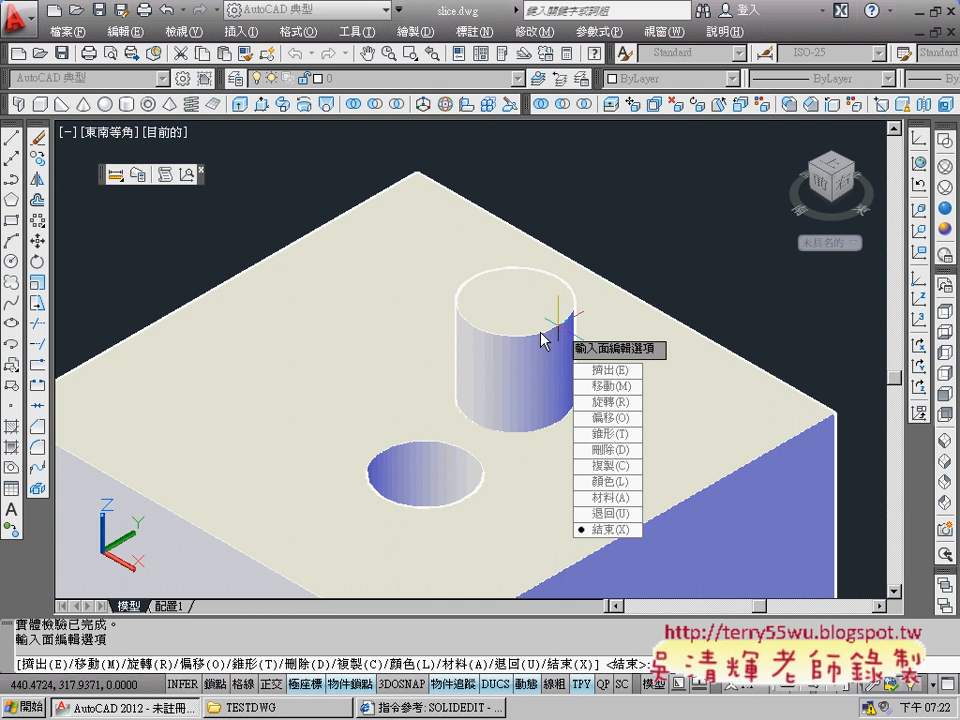 AutoCAD 典型
slice.dwg
鍵入關鍵字或詞組
登入
檔案(F) 編輯(E) 檢視(V) 插入(I) 格式(O) 工具(T) 繪製(D) 標註(N) 修改(M) 參數式(P) 視窗(W) 說明(H)
Standard ISO-25 Standard
AutoCAD 典型 0 ByLayer ByLayer
[−][東南等角][目前的]
前 右
南 東
未具名的
輸入面編輯選項
擠出(E)
移動(M)
旋轉(R)
偏移(O)
錐形(T)
刪除(D)
複製(C)
顏色(L)
材料(A)
退回(U)
結束(X)
Z
Y
X
模型 配置1
實體檢驗已完成。
輸入面編輯選項
[擠出(E)/移動(M)/旋轉(R)/偏移(O)/錐形(T)/刪除(D)/複製(C)/顏色(L)/材料(A)/退回(U)/結束(X)] <結束>:
http://terry55wu.blogspot.tw
吳清輝老師錄製
440.4724, 317.9371, 0.0000 INFER 鎖點 格線 正交 極座標 物件鎖點 3DOSNAP 物件追蹤 DUCS 動態 線粗 TPY QP SC 模型
開始 AutoCAD 2012 - 未註冊... TESTDWG 指令參考: SOLIDEDIT - ... 下午 07:22